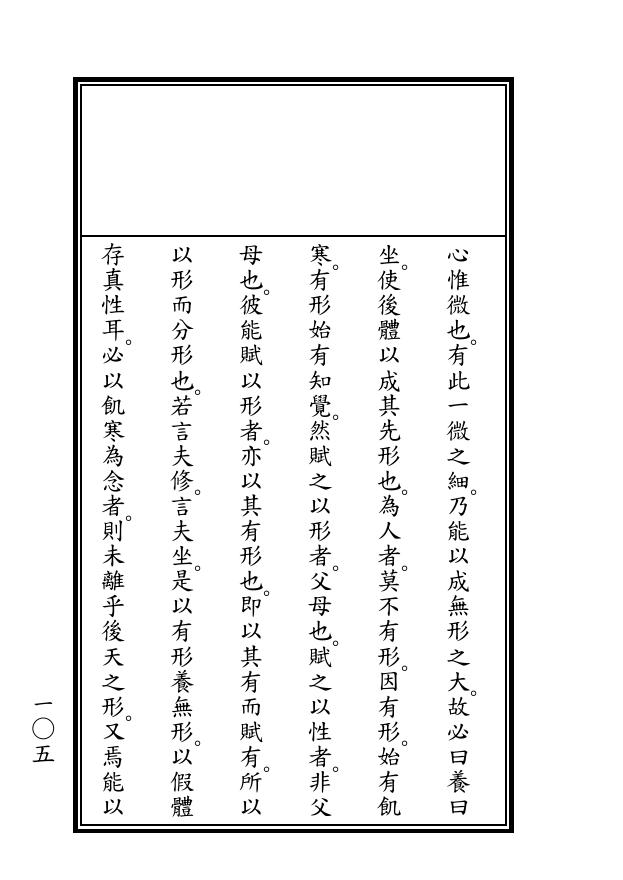 心惟微也。有此一微之細。乃能以成無形之大。故必曰養曰
坐。使後體以成其先形也。為人者。莫不有形。因有形。始有飢
寒。有形始有知覺。然賦之以形者。父母也。賦之以性者。非父
母也。彼能賦以形者。亦以其有形也。即以其有而賦有。所以
以形而分形也。若言夫修。言夫坐。是以有形養無形。以假體
存真性耳。必以飢寒為念者。則未離乎後天之形。又焉能以
一〇五